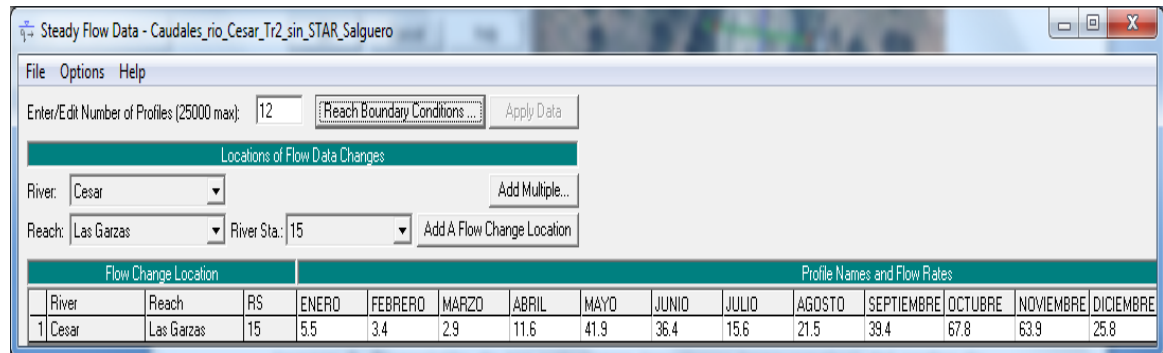 Steady Flow Data - Caudales_rio_Cesar_Tr2_sin_STAR_Salguero
File Options Help
Enter/Edit Number of Profiles (25000 max): 12 Reach Boundary Conditions ... Apply Data
Locations of Flow Data Changes
River: Cesar Add Multiple...
Reach: Las Garzas River Sta.: 15 Add A Flow Change Location
Flow Change Location Profile Names and Flow Rates
River Reach RS ENERO FEBRERO MARZO ABRIL MAYO JUNIO JULIO AGOSTO SEPTIEMBRE OCTUBRE NOVIEMBRE DICIEMBRE
1 Cesar Las Garzas 15 5.5 3.4 2.9 11.6 41.9 36.4 15.6 21.5 39.4 67.8 63.9 25.8